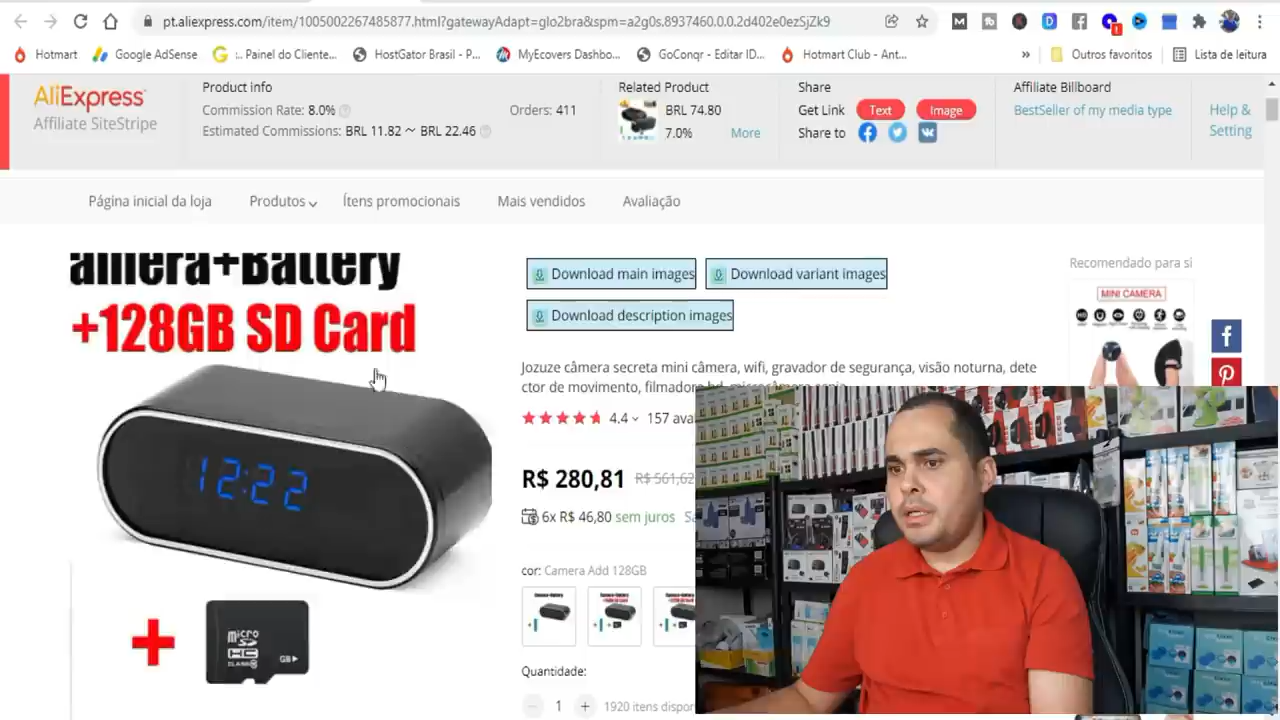 pt.aliexpress.com/item/1005002267485877.html?gatewayAdapt=glo2bra&spm=a2g0s.8937460.0.0.2d402e0ezSjZk9
Hotmart
Google AdSense
:.. Painel do Cliente...
HostGator Brasil - P...
MyEcovers Dashbo...
GoConqr - Editar ID...
Hotmart Club - Ant...
»
Outros favoritos
Lista de leitura
AliExpress
Affiliate SiteStripe
Product info
Commission Rate: 8.0%
Orders: 411
Estimated Commissions: BRL 11.82 ~ BRL 22.46
Related Product
BRL 74.80
7.0%
More
Share
Get Link
Text
Image
Share to
Affiliate Billboard
BestSeller of my media type
Help &
Setting
Página inicial da loja
Produtos
Ítens promocionais
Mais vendidos
Avaliação
amera+Battery
+128GB SD Card
12:22
micro
SD
HC
CLASS
GB
Download main images
Download variant images
Download description images
Jozuze câmera secreta mini câmera, wifi, gravador de segurança, visão noturna, dete
ctor de movimento, filmadora hd, microcâmera espia
4.4
157 ava
R$ 280,81
R$ 561,62
6x R$ 46,80 sem juros
cor: Camera Add 128GB
Quantidade:
1
1920 itens dispor
Recomendado para si
MINI CAMERA